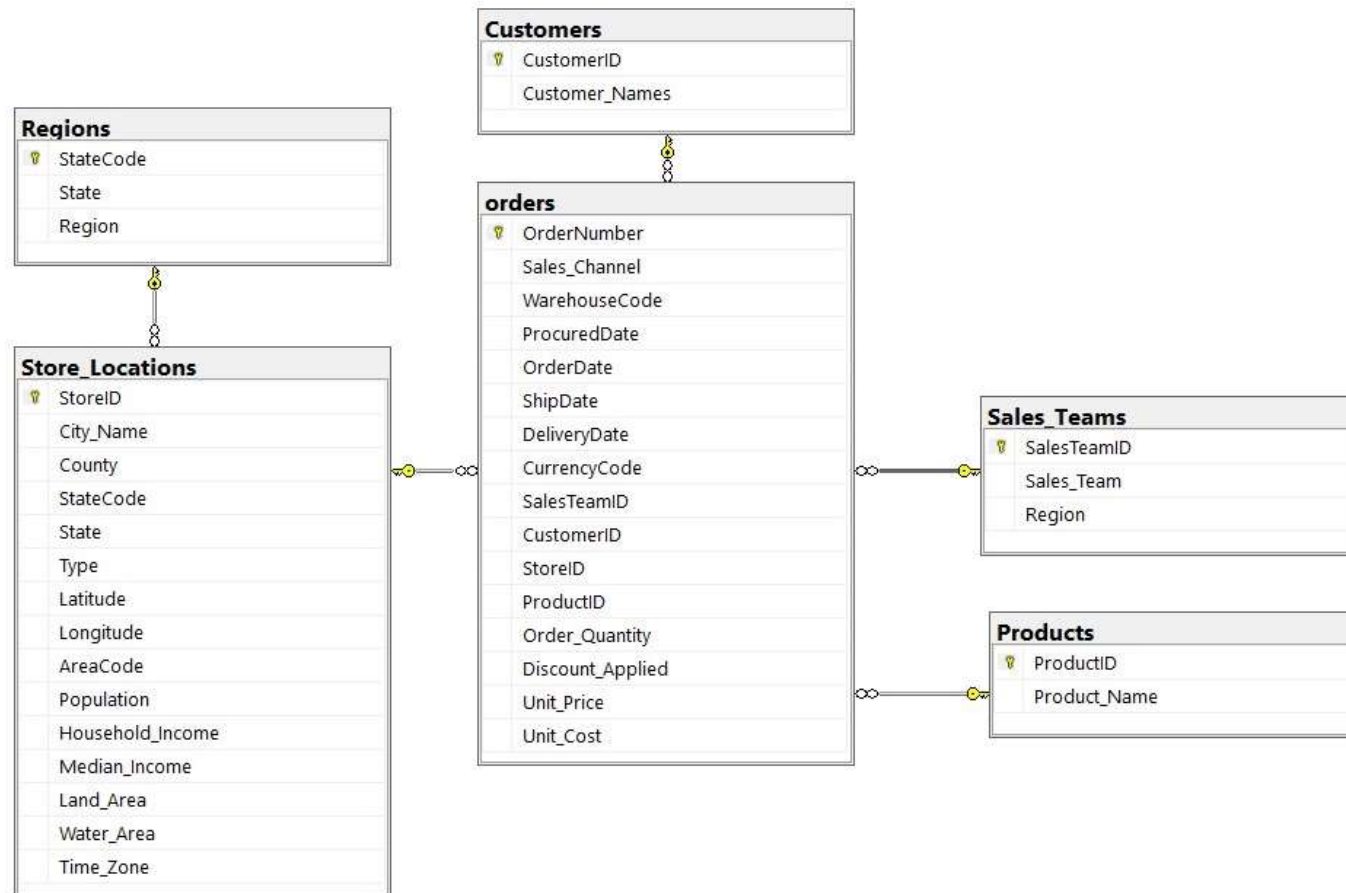 Customers
CustomerID
Customer_Names
Regions
StateCode
State
Region
orders
OrderNumber
Sales_Channel
WarehouseCode
ProcuredDate
OrderDate
ShipDate
DeliveryDate
CurrencyCode
SalesTeamID
CustomerID
StoreID
ProductID
Order_Quantity
Discount_Applied
Unit_Price
Unit_Cost
Store_Locations
StoreID
City_Name
County
StateCode
State
Type
Latitude
Longitude
AreaCode
Population
Household_Income
Median_Income
Land_Area
Water_Area
Time_Zone
Sales_Teams
SalesTeamID
Sales_Team
Region
Products
ProductID
Product_Name